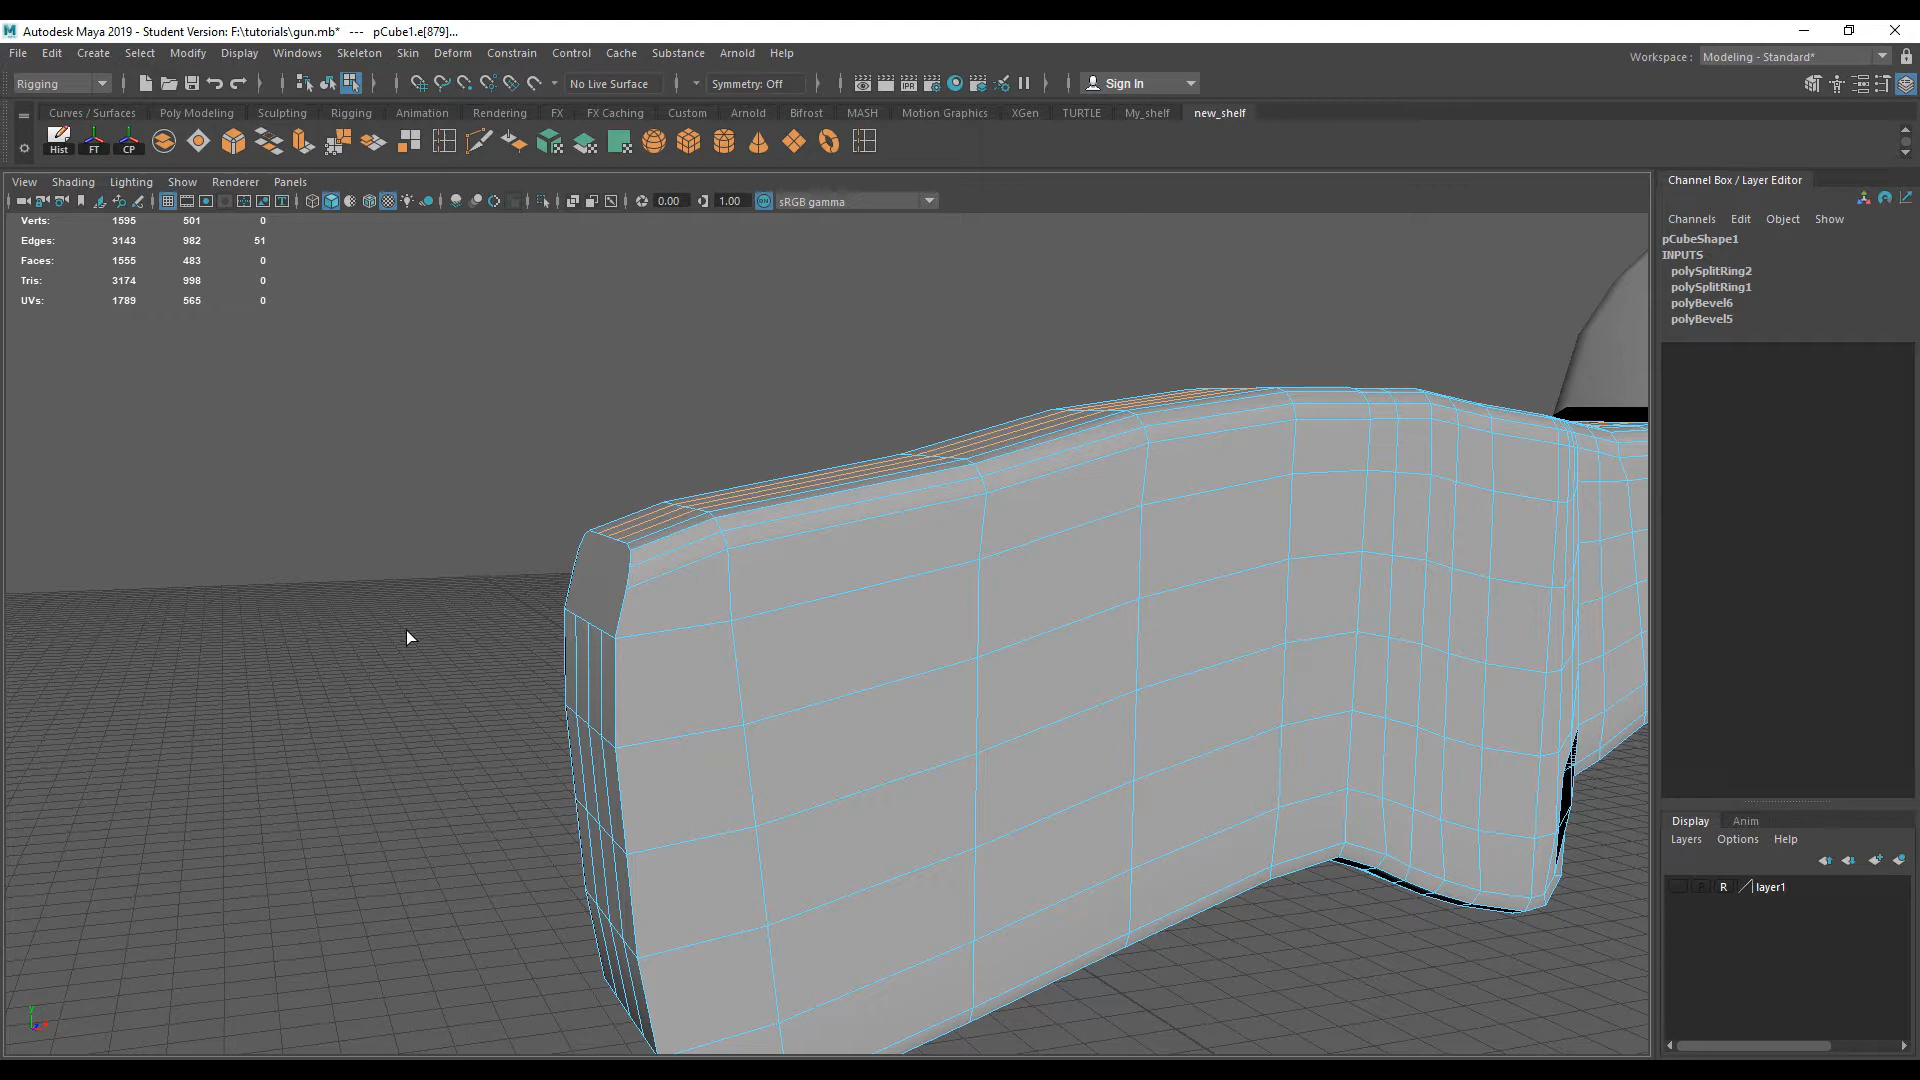 Autodesk Maya 2019 - Student Version: F:\tutorials\gun.mb* --- pCube1.e[879]...
File Edit Create Select Modify Display Windows Skeleton Skin Deform Constrain Control Cache Substance Arnold Help
Workspace : Modeling - Standard*
Rigging No Live Surface Symmetry: Off IPR Sign In
Curves / Surfaces Poly Modeling Sculpting Rigging Animation Rendering FX FX Caching Custom Arnold Bifrost MASH Motion Graphics XGen TURTLE My_shelf new_shelf
Hist FT CP
View Shading Lighting Show Renderer Panels
0.00 1.00 ON sRGB gamma
Verts: 1595 501 0
Edges: 3143 982 51
Faces: 1555 483 0
Tris: 3174 998 0
UVs: 1789 565 0
Channel Box / Layer Editor
Channels Edit Object Show
pCubeShape1
INPUTS
polySplitRing2
polySplitRing1
polyBevel6
polyBevel5
Display Anim
Layers Options Help
P R layer1
y